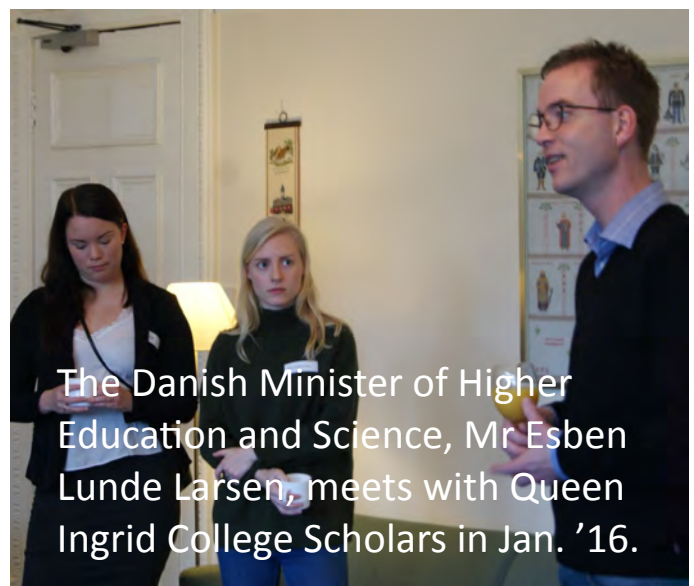 The Danish Minister of Higher
Education and Science, Mr Esben
Lunde Larsen, meets with Queen
Ingrid College Scholars in Jan. ’16.